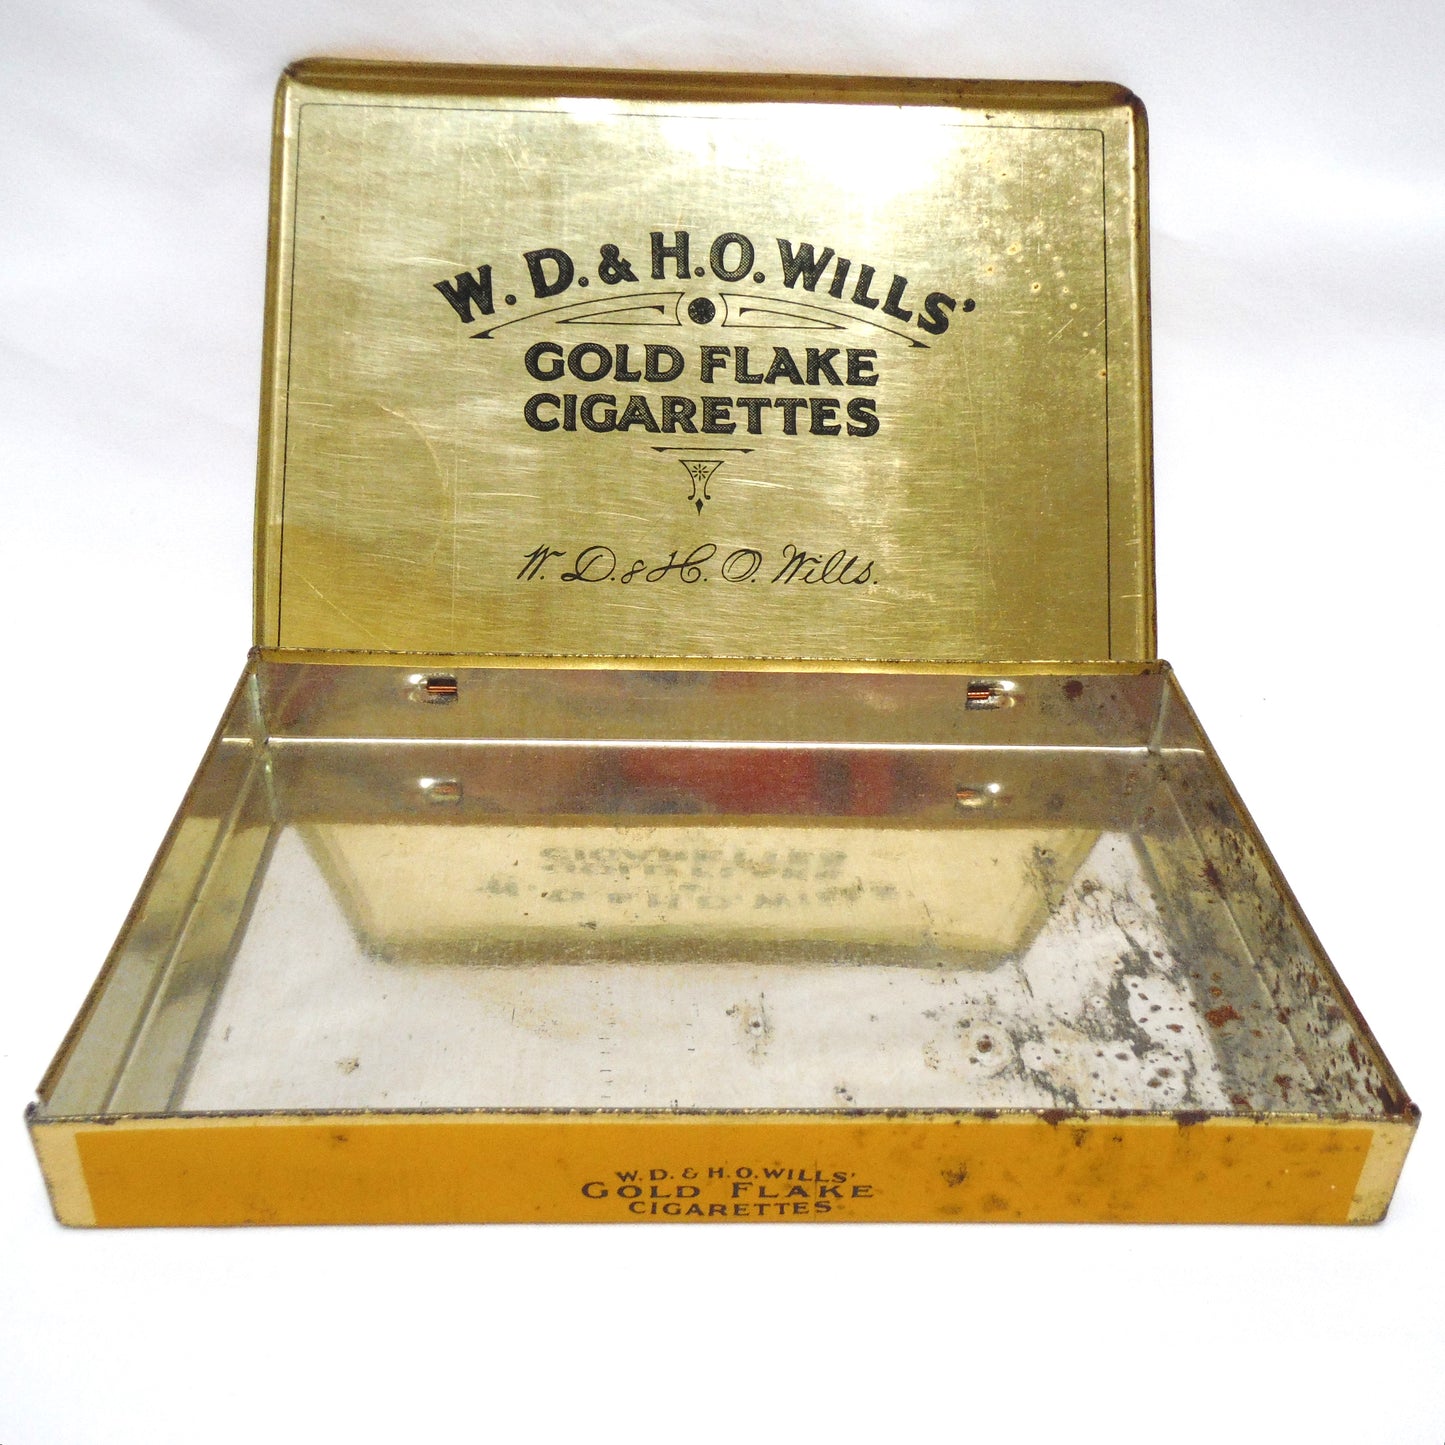 W. D. & H. O. WILLS'
GOLD FLAKE
CIGARETTES
W. D. & H. O. Wills.
W. D. & H. O. WILLS'
GOLD FLAKE
CIGARETTES